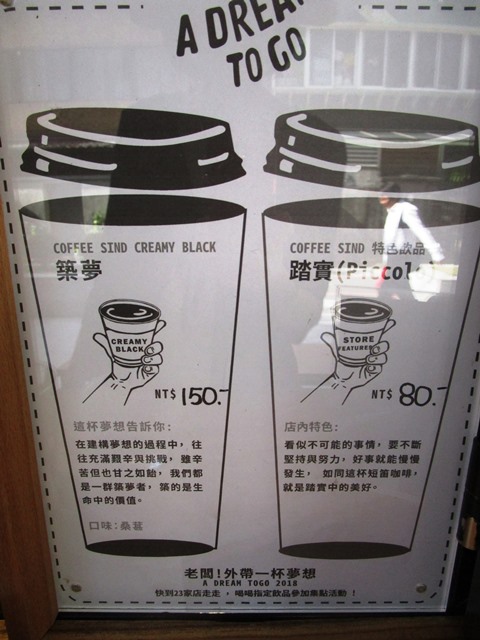 A DREAM
TO GO
COFFEE SIND CREAMY BLACK
築夢
CREAMY
BLACK
NT$ 150.-
這杯夢想告訴你:
在建構夢想的過程中, 往
往充滿艱辛與挑戰, 雖辛
苦但也甘之如飴, 我們都
是一群築夢者, 築的是生
命中的價值。
口味:桑葚
COFFEE SIND 特色飲品
踏實(Piccolo)
STORE
FEATURED
NT$ 80.-
店內特色:
看似不可能的事情, 要不斷
堅持與努力, 好事就能慢慢
發生, 如同這杯短笛咖啡,
就是踏實中的美好。
老闆!外帶一杯夢想
A DREAM TOGO 2018
快到23家店走走, 喝喝指定飲品參加集點活動!